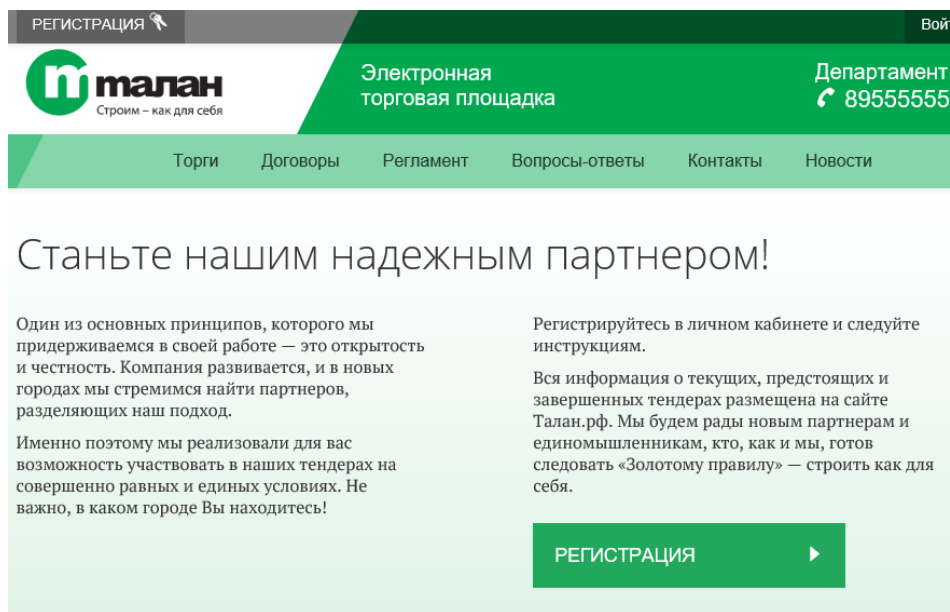 РЕГИСТРАЦИЯ
Вой
талан
Строим – как для себя
Электронная
торговая площадка
Департамент
89555555
Торги Договоры Регламент Вопросы-ответы Контакты Новости
Станьте нашим надежным партнером!
Один из основных принципов, которого мы
придерживаемся в своей работе — это открытость
и честность. Компания развивается, и в новых
городах мы стремимся найти партнеров,
разделяющих наш подход.
Именно поэтому мы реализовали для вас
возможность участвовать в наших тендерах на
совершенно равных и единых условиях. Не
важно, в каком городе Вы находитесь!
Регистрируйтесь в личном кабинете и следуйте
инструкциям.
Вся информация о текущих, предстоящих и
завершенных тендерах размещена на сайте
Талан.рф. Мы будем рады новым партнерам и
единомышленникам, кто, как и мы, готов
следовать «Золотому правилу» — строить как для
себя.
РЕГИСТРАЦИЯ